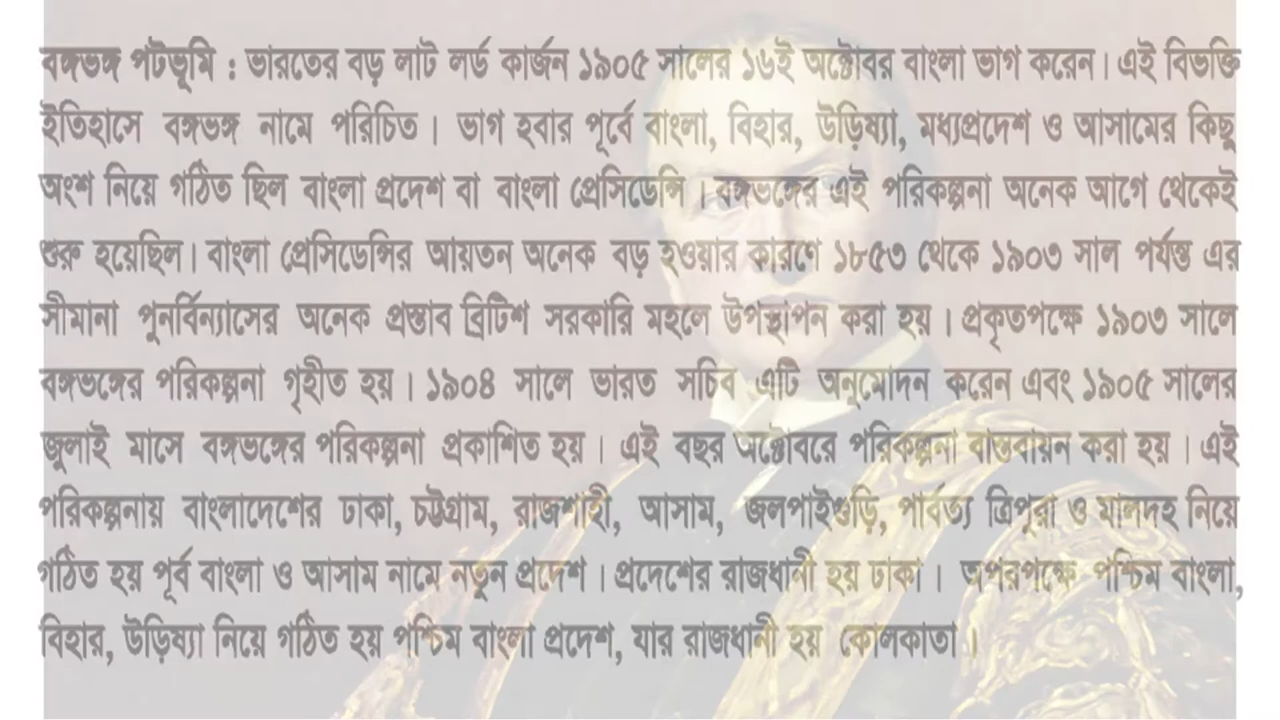 বঙ্গভঙ্গ পটভূমি : ভারতের বড় লাট লর্ড কার্জন ১৯০৫ সালের ১৬ই অক্টোবর বাংলা ভাগ করেন। এই বিভক্তি
ইতিহাসে বঙ্গভঙ্গ নামে পরিচিত। ভাগ হবার পূর্বে বাংলা, বিহার, উড়িষ্যা, মধ্যপ্রদেশ ও আসামের কিছু
অংশ নিয়ে গঠিত ছিল বাংলা প্রদেশ বা বাংলা প্রেসিডেন্সি। বঙ্গভঙ্গের এই পরিকল্পনা অনেক আগে থেকেই
শুরু হয়েছিল। বাংলা প্রেসিডেন্সির আয়তন অনেক বড় হওয়ার কারণে ১৮৫৩ থেকে ১৯০৩ সাল পর্যন্ত এর
সীমানা পুনর্বিন্যাসের অনেক প্রস্তাব ব্রিটিশ সরকারি মহলে উপস্থাপন করা হয়। প্রকৃতপক্ষে ১৯০৩ সালে
বঙ্গভঙ্গের পরিকল্পনা গৃহীত হয়। ১৯০৪ সালে ভারত সচিব এটি অনুমোদন করেন এবং ১৯০৫ সালের
জুলাই মাসে বঙ্গভঙ্গের পরিকল্পনা প্রকাশিত হয়। এই বছর অক্টোবরে পরিকল্পনা বাস্তবায়ন করা হয়। এই
পরিকল্পনায় বাংলাদেশের ঢাকা, চট্টগ্রাম, রাজশাহী, আসাম, জলপাইগুড়ি, পার্বত্য ত্রিপুরা ও মালদহ নিয়ে
গঠিত হয় পূর্ব বাংলা ও আসাম নামে নতুন প্রদেশ। প্রদেশের রাজধানী হয় ঢাকা। অপরপক্ষে পশ্চিম বাংলা,
বিহার, উড়িষ্যা নিয়ে গঠিত হয় পশ্চিম বাংলা প্রদেশ, যার রাজধানী হয় কোলকাতা।